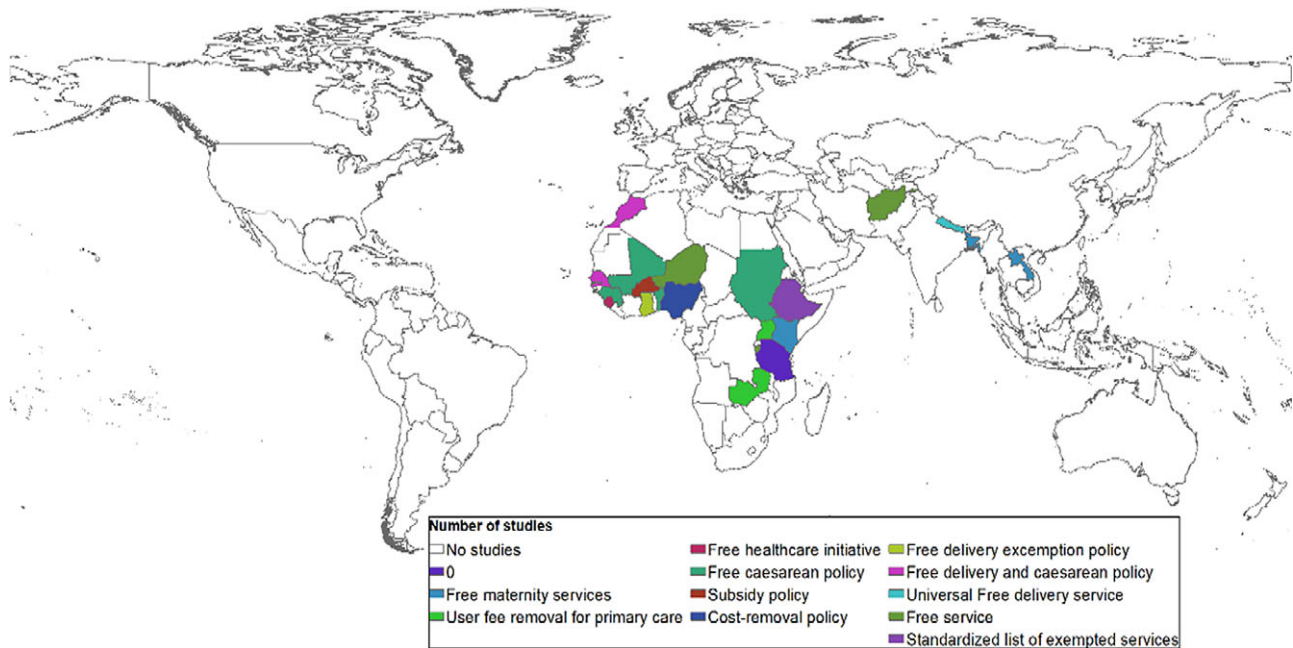 Number of studies
No studies
0
Free maternity services
User fee removal for primary care
Free healthcare initiative
Free caesarean policy
Subsidy policy
Cost-removal policy
Free delivery excemption policy
Free delivery and caesarean policy
Universal Free delivery service
Free service
Standardized list of exempted services